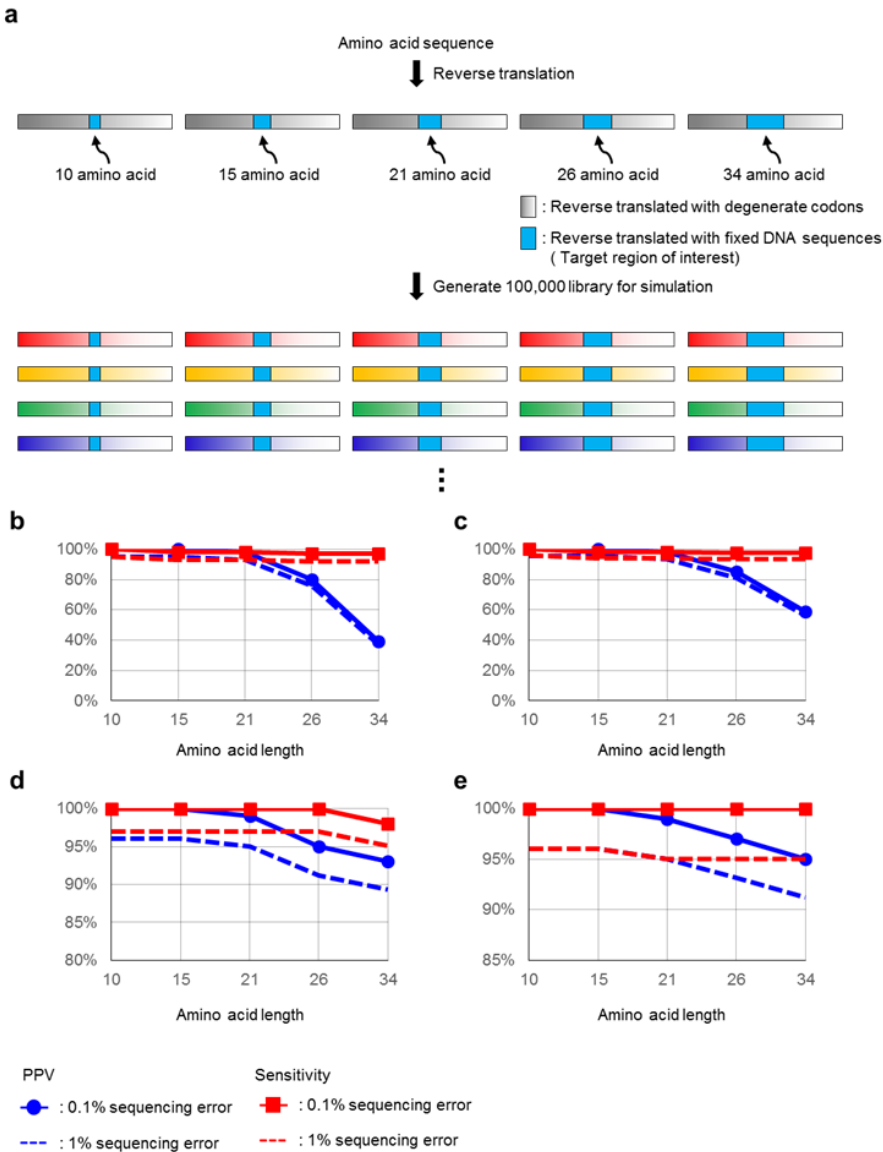 a
Amino acid sequence
Reverse translation
10 amino acid 15 amino acid 21 amino acid 26 amino acid 34 amino acid
: Reverse translated with degenerate codons
: Reverse translated with fixed DNA sequences
( Target region of interest)
Generate 100,000 library for simulation
b
100%
80%
60%
40%
20%
0%
10 15 21 26 34
Amino acid length
c
100%
80%
60%
40%
20%
0%
10 15 21 26 34
Amino acid length
d
100%
95%
90%
85%
80%
10 15 21 26 34
Amino acid length
e
100%
95%
90%
85%
10 15 21 26 34
Amino acid length
PPV Sensitivity
: 0.1% sequencing error : 0.1% sequencing error
: 1% sequencing error : 1% sequencing error